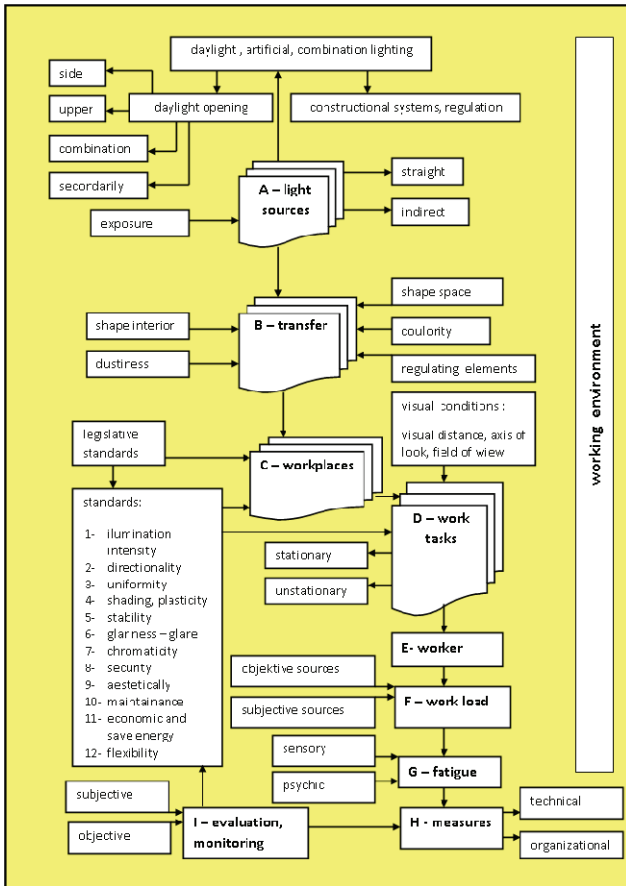 daylight , artificial, combination lighting
side
upper
daylight opening
constructional systems, regulation
combination
secordarily
A – light
sources
straight
indirect
exposure
shape space
shape interior
B – transfer
coulority
dustiress
regulating elements
visual conditions :
visual distance, axis of
look, field of wiew
legislative
standards
C – workplaces
standards:
1- ilumination
intensity
2- directionality
3- uniformity
4- shading, plasticity
5- stability
6- glarness – glare
7- chromaticity
8- security
9- aestetically
10- maintainance
11- economic and
save energy
12- flexibility
D – work
tasks
stationary
unstationary
E- worker
objektive sources
subjective sources
F – work load
sensory
psychic
G – fatigue
subjective
objective
I – evaluation,
monitoring
H - measures
technical
organizational
working environment